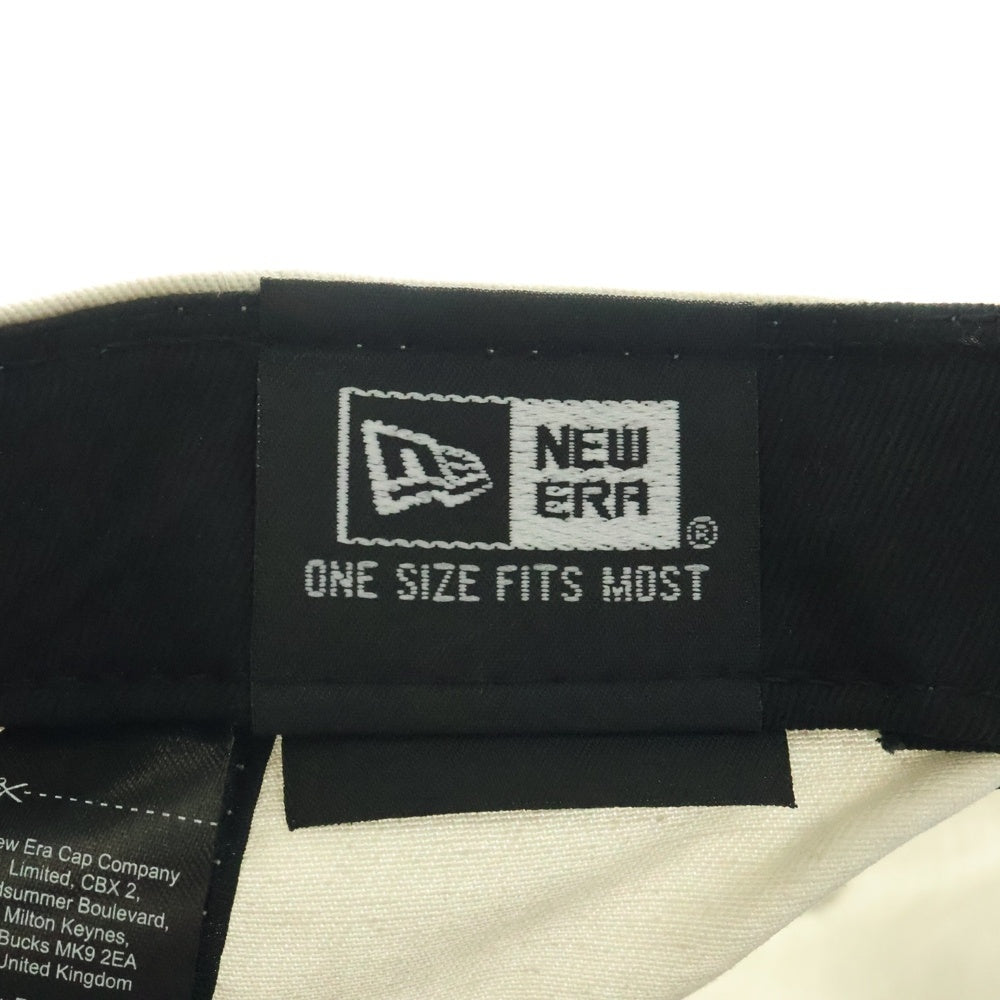 NEW
ERA
®
ONE SIZE FITS MOST
ew Era Cap Company
Limited, CBX 2,
dsummer Boulevard,
Milton Keynes,
Bucks MK9 2EA
United Kingdom